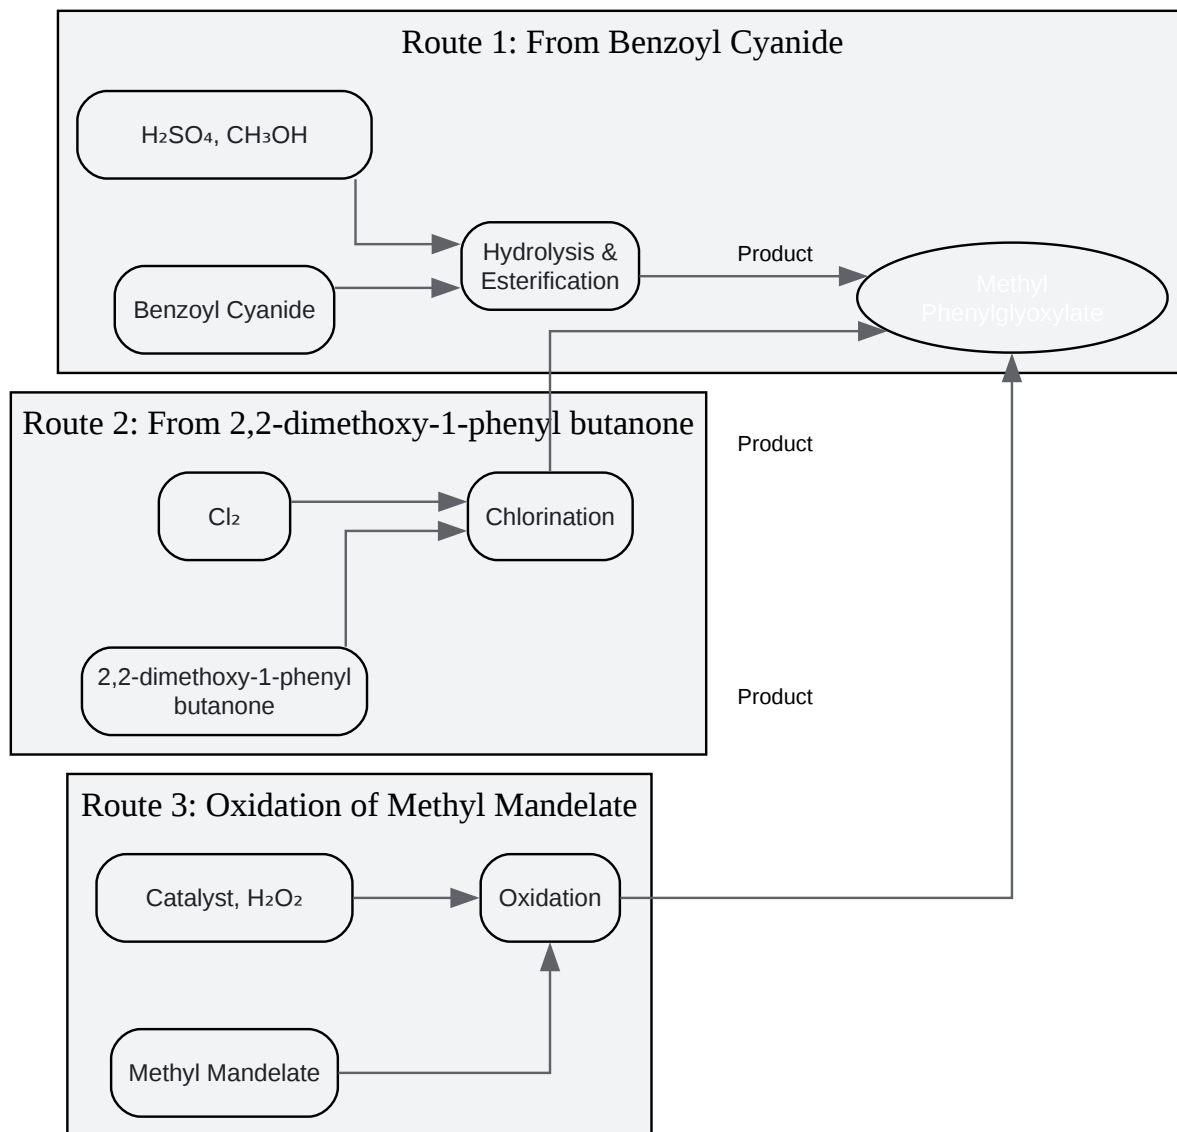 Route 1: From Benzoyl Cyanide
H₂SO₄, CH₃OH
Hydrolysis &
Esterification
Product
Methyl
Phenylglyoxylate
Benzoyl Cyanide
Route 2: From 2,2-dimethoxy-1-phenyl butanone
Product
Cl₂
Chlorination
2,2-dimethoxy-1-phenyl
butanone
Product
Route 3: Oxidation of Methyl Mandelate
Catalyst, H₂O₂
Oxidation
Methyl Mandelate